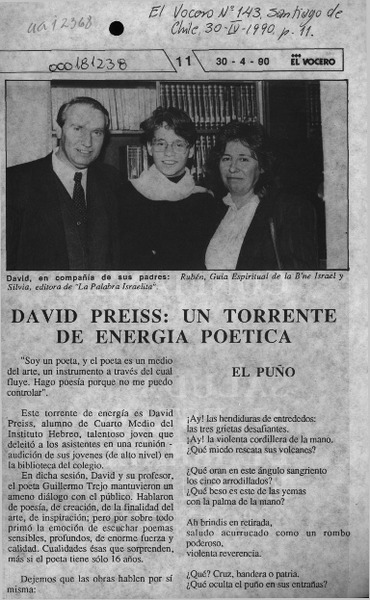 ua12368
El Vocero Nº 143, Santiago de
Chile, 30-IV-1990. p. 11.
000181238
11
30 - 4 - 90
EL VOCERO
David, en compañía de sus padres: Rubén, Guía Espiritual de la B'ne Israel y
Silvia, editora de "La Palabra Israelita".
DAVID PREISS: UN TORRENTE
DE ENERGIA POETICA
"Soy un poeta, y el poeta es un medio
del arte, un instrumento a través del cual
fluye. Hago poesía porque no me puedo
controlar".
Este torrente de energía es David
Preiss, alumno de Cuarto Medio del
Instituto Hebreo, talentoso joven que
deleitó a los asistentes en una reunión -
audición de sus jovenes (de alto nivel) en
la biblioteca del colegio.
En dicha sesión, David y su profesor,
el poeta Guillermo Trejo mantuvieron un
ameno diálogo con el público. Hablaron
de poesía, de creación, de la finalidad del
arte, de inspiración; pero por sobre todo
primó la emoción de escuchar poemas
sensibles, profundos, de enorme fuerza y
calidad. Cualidades ésas que sorprenden,
más si el poeta tiene sólo 16 años.
Dejemos que las obras hablen por sí
misma:
EL PUÑO
¡Ay! las hendiduras de entrededos:
las tres grietas desafiantes.
¡Ay! la violenta cordillera de la mano.
¿Qué miedo rescata sus volcanes?
¿Qué oran en este ángulo sangriento
los cinco arrodillados?
¿Qué beso es este de las yemas
con la palma de la mano?
Ah brindis en retirada,
saludo acurrucado como un rombo
poderoso,
violenta reverencia.
¿Qué? Cruz, bandera o patria.
¿Qué oculta el puño en sus entrañas?